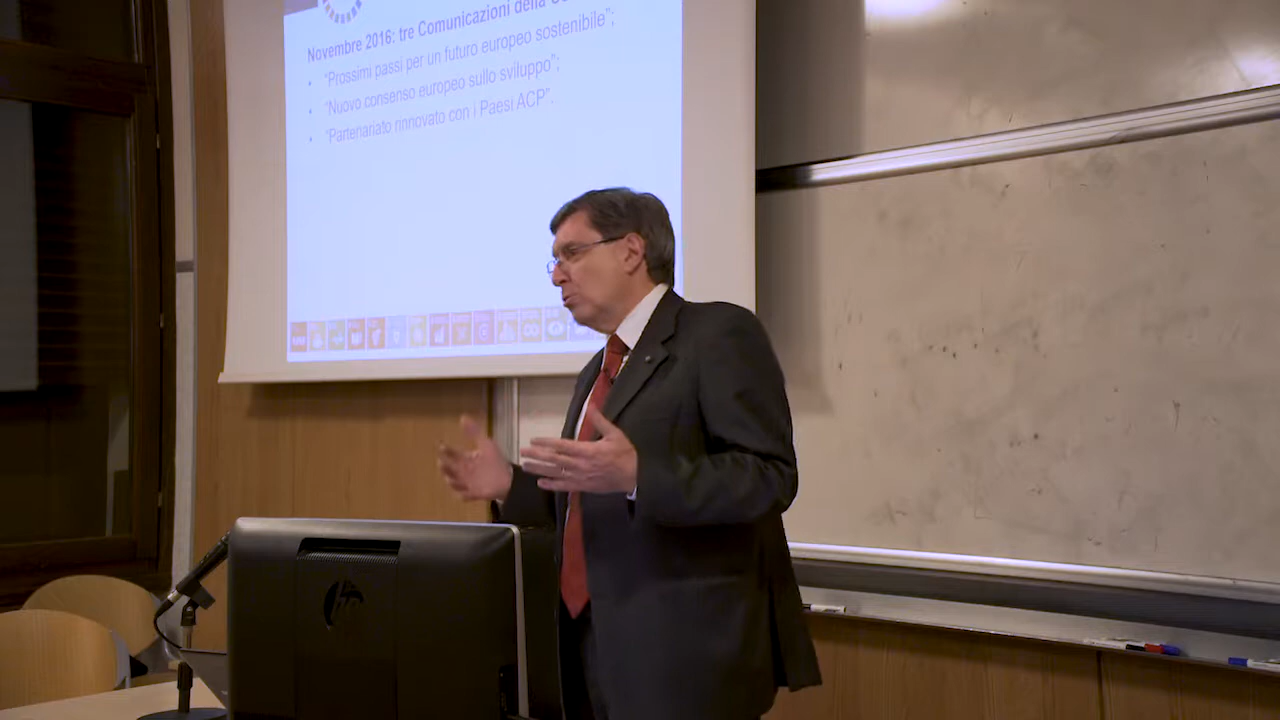 Novembre 2016: tre Comunicazioni della
• "Prossimi passi per un futuro europeo sostenibile";
• "Nuovo consenso europeo sullo sviluppo";
• "Partenariato rinnovato con i Paesi ACP".
hp